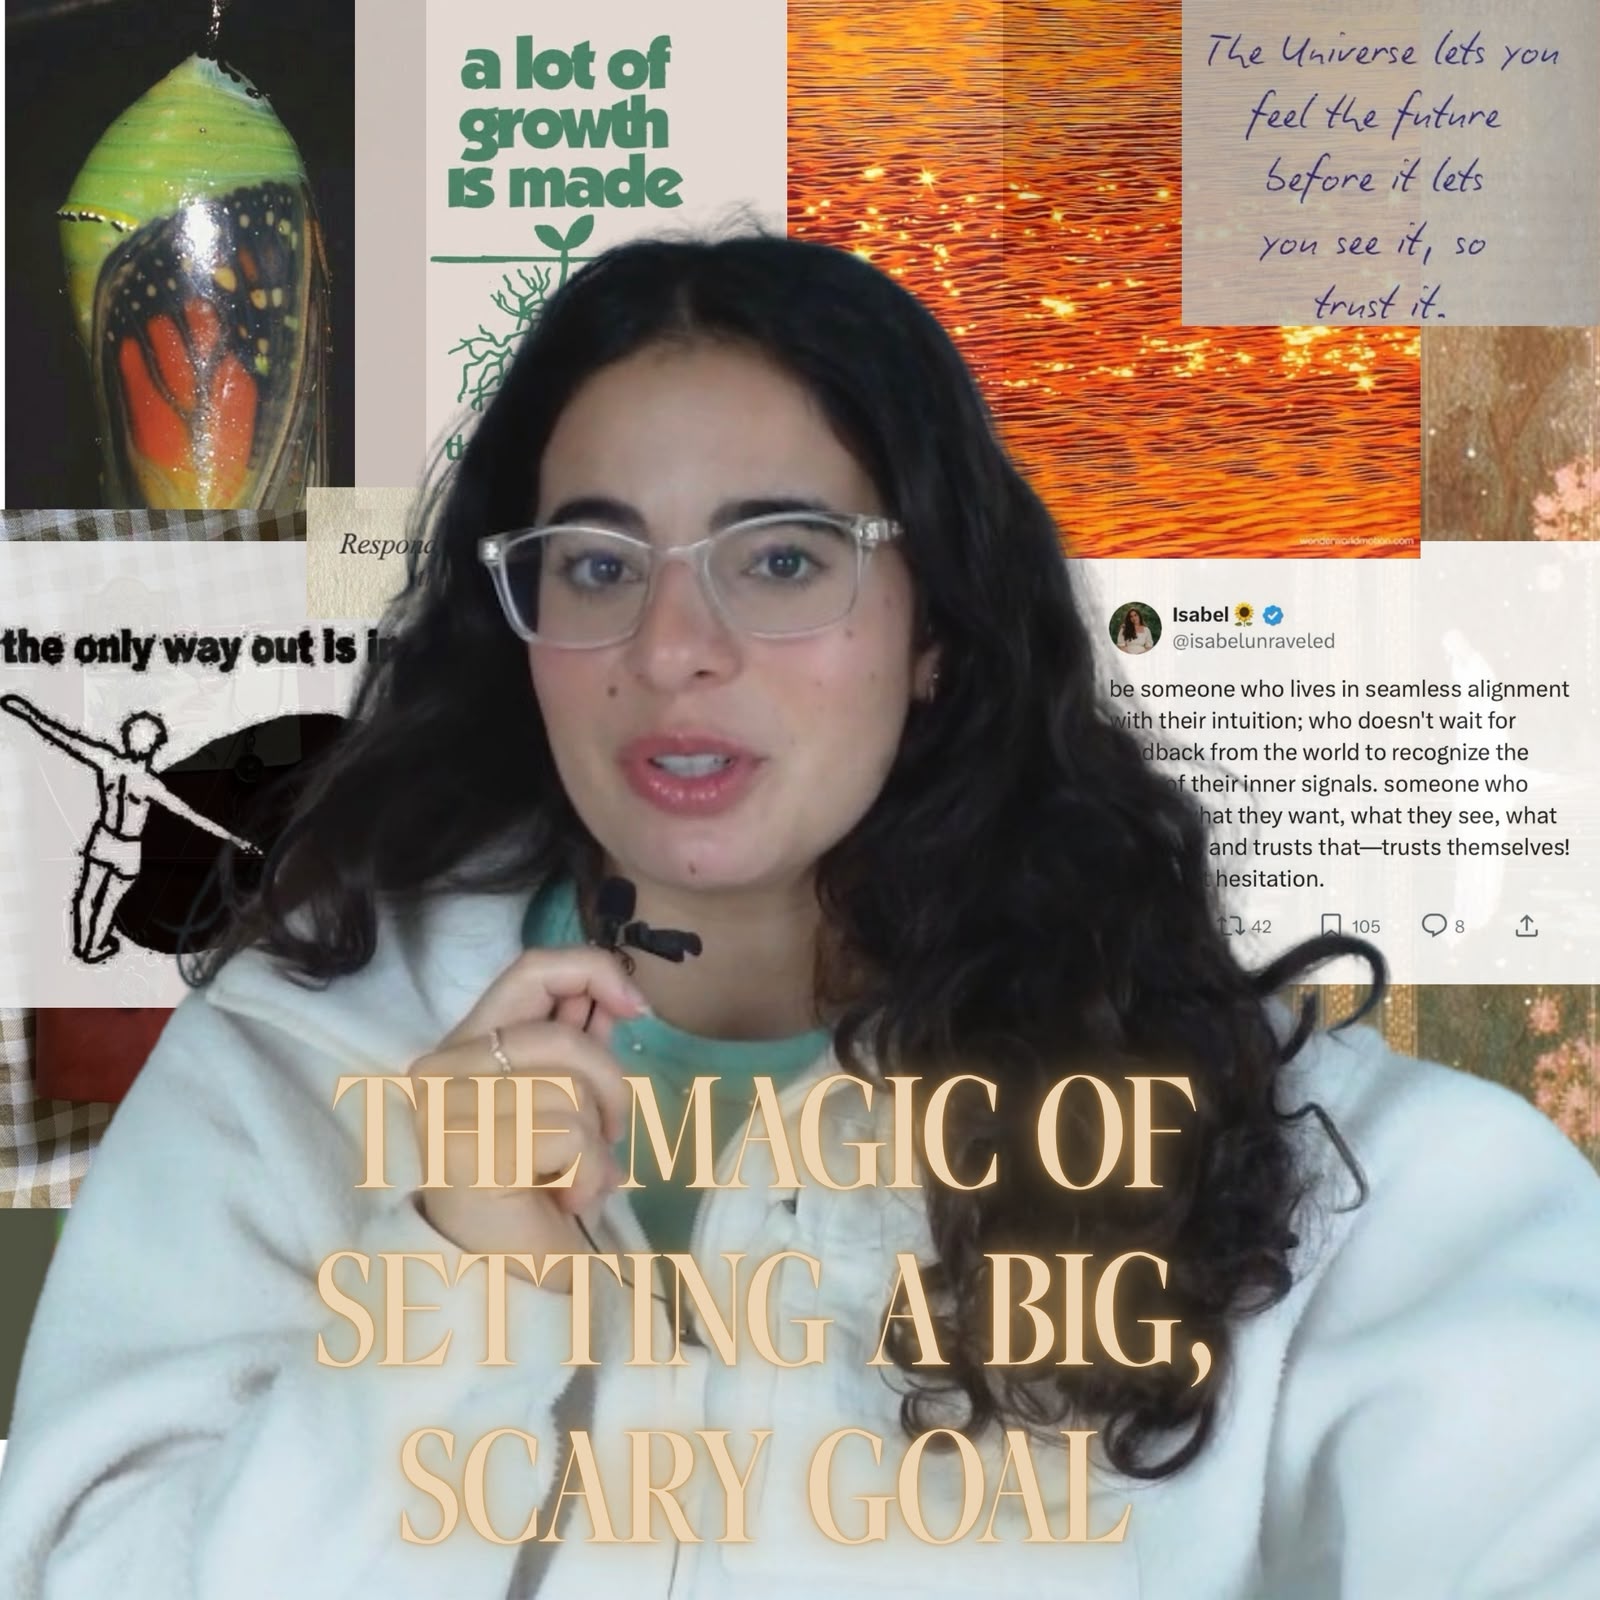 a lot of
growth
is made
The Universe lets you
feel the future
before it lets
you see it, so
trust it.
wonderworldmotion.com
the only way out is
Isabel
@isabelunraveled
be someone who lives in seamless alignment
with their intuition; who doesn't wait for
from the world to recognize the
of their inner signals. someone who
they want, what they see, what
and trusts that—trusts themselves!
hesitation.
42
105
8
THE MAGIC OF
SETTING A BIG,
SCARY GOAL